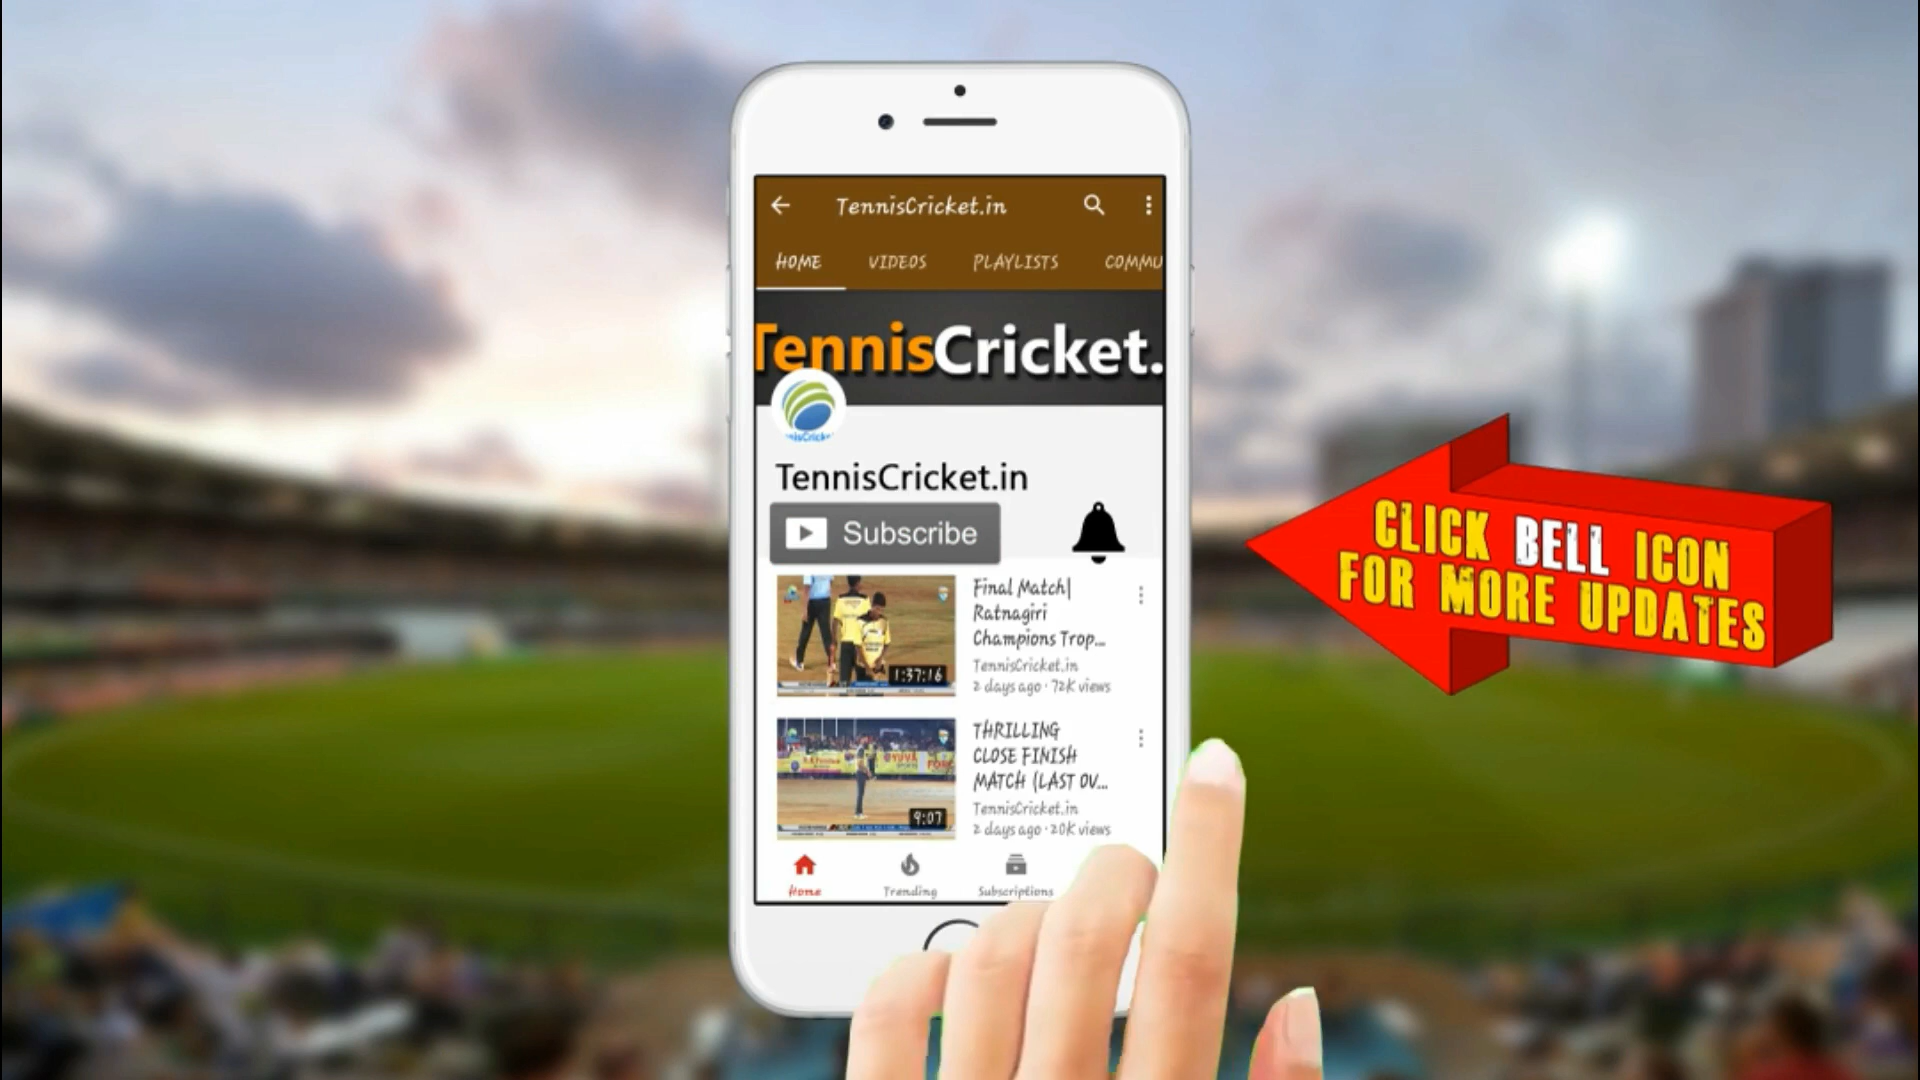 TennisCricket.in
HOME VIDEOS PLAYLISTS COMMU
TennisCricket.
TennisCricket.in
Subscribe
Final Match|
Ratnagiri
Champions Trop...
TennisCricket.in
2 days ago · 72K views
1:37:16
THRILLING
CLOSE FINISH
MATCH (LAST OV...
TennisCricket.in
2 days ago · 20K views
9:07
Home Trending Subscriptions
CLICK BELL ICON
FOR MORE UPDATES